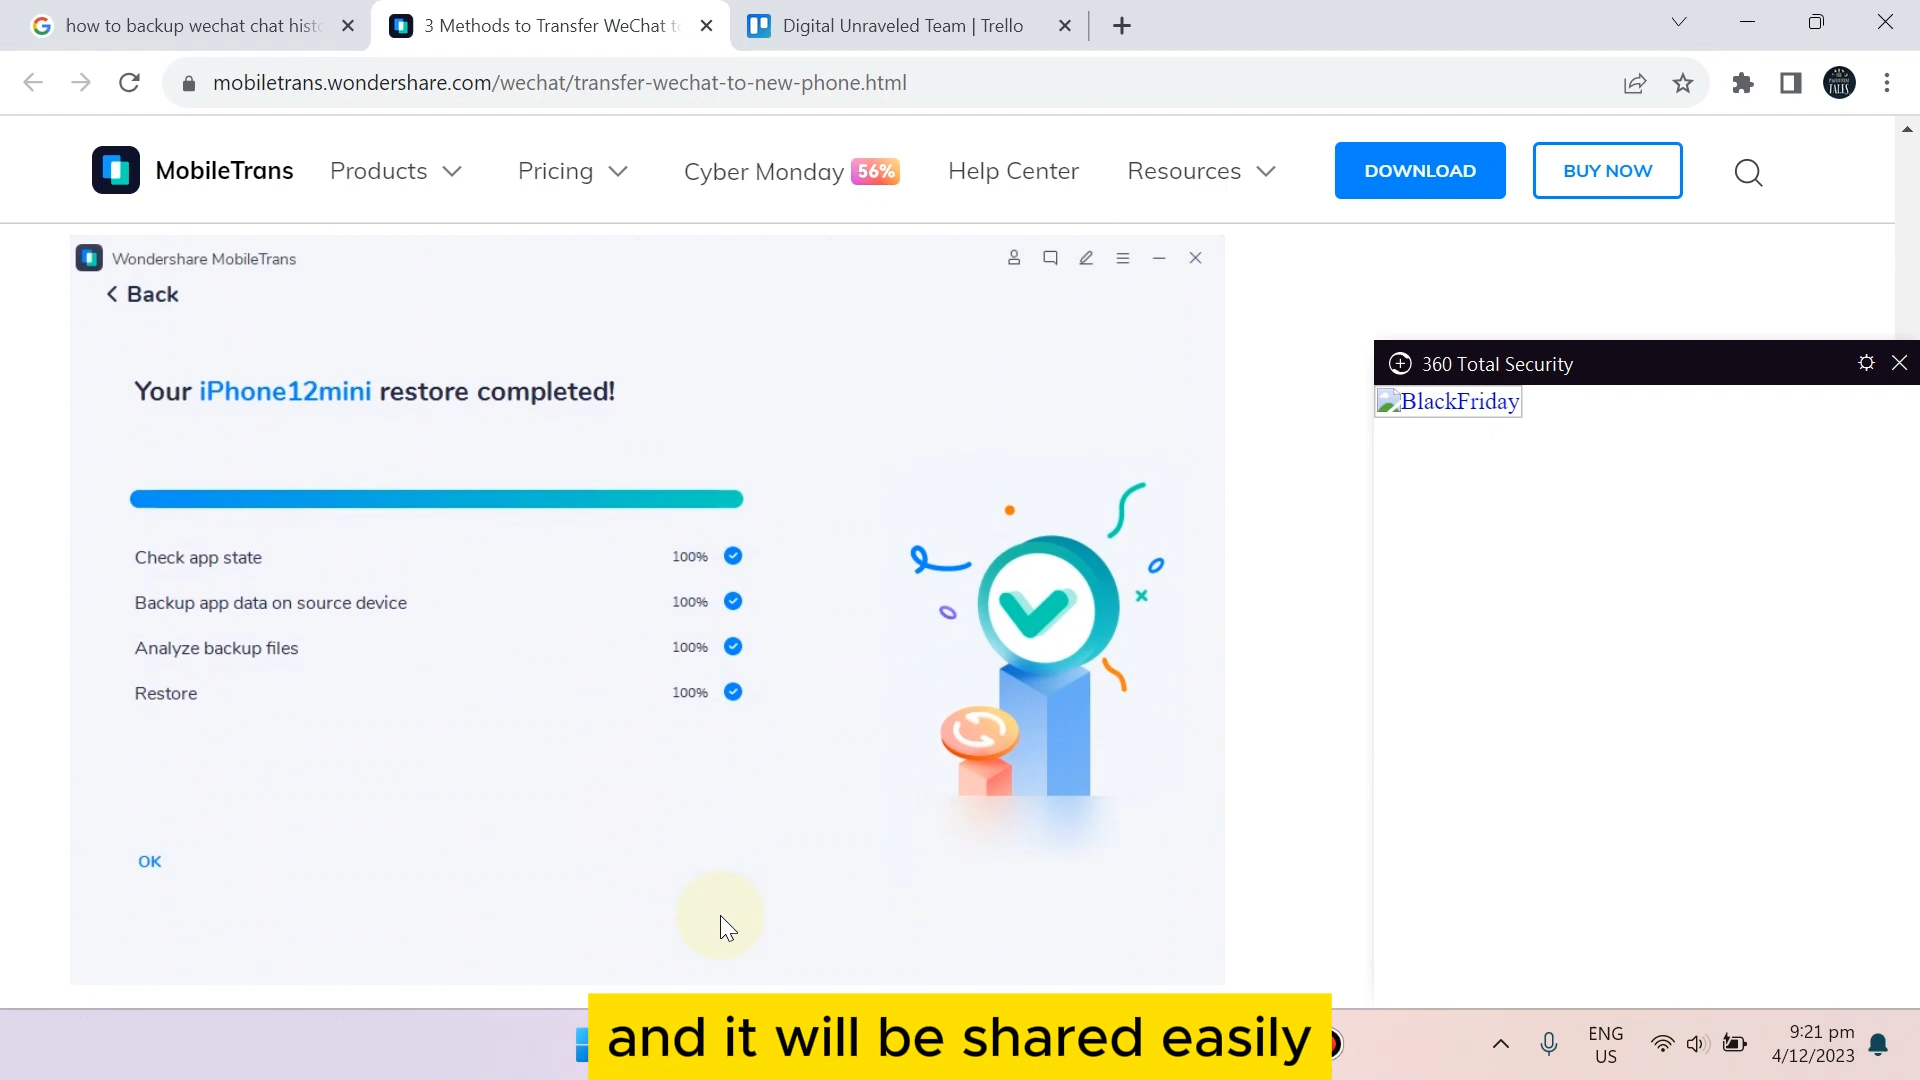 how to backup wechat chat histo
3 Methods to Transfer WeChat to
Digital Unraveled Team | Trello
mobiletrans.wondershare.com/wechat/transfer-wechat-to-new-phone.html
MobileTrans
Products
Pricing
Cyber Monday 56%
Help Center
Resources
DOWNLOAD
BUY NOW
Wondershare MobileTrans
Back
Your iPhone12mini restore completed!
Check app state 100%
Backup app data on source device 100%
Analyze backup files 100%
Restore 100%
OK
360 Total Security
BlackFriday
and it will be shared easily
ENG
US
9:21 pm
4/12/2023